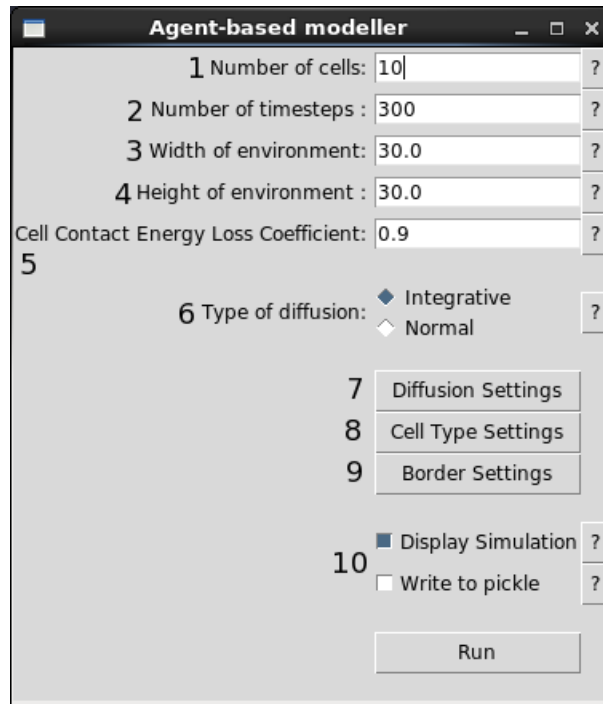 Agent-based modeller
1 Number of cells: 10 ?
2 Number of timesteps : 300 ?
3 Width of environment: 30.0 ?
4 Height of environment : 30.0 ?
Cell Contact Energy Loss Coefficient: 0.9 ?
5
Integrative
6 Type of diffusion: ?
Normal
7 Diffusion Settings
8 Cell Type Settings
9 Border Settings
Display Simulation ?
10
Write to pickle ?
Run